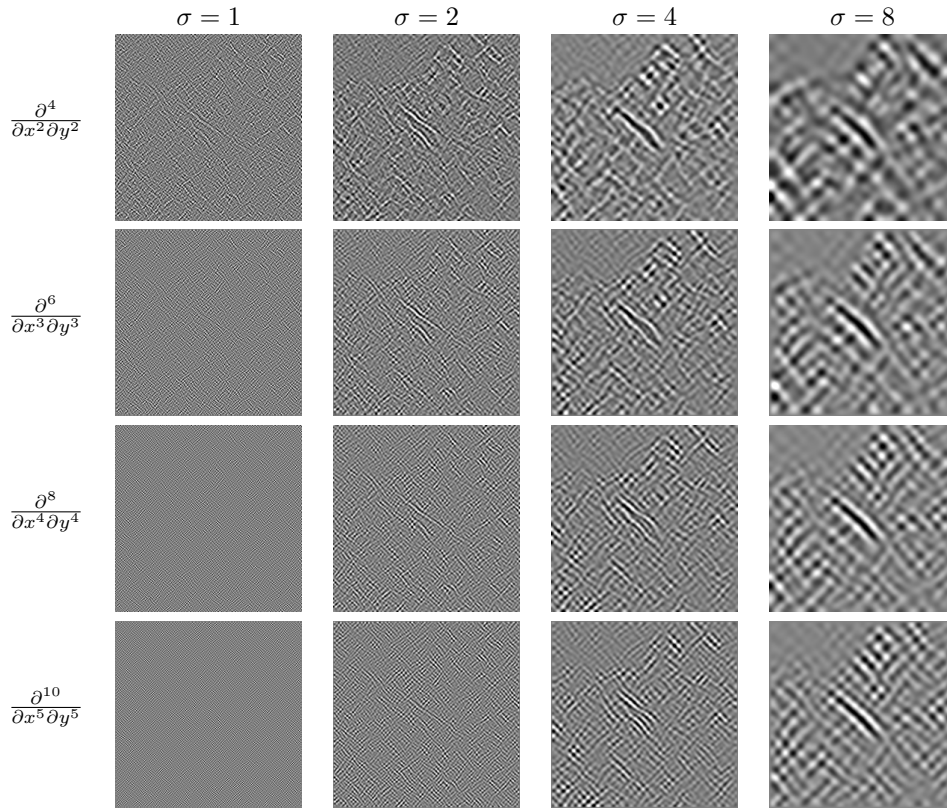 σ = 1 σ = 2 σ = 4 σ = 8
∂⁴
∂x²∂y²
∂⁶
∂x³∂y³
∂⁸
∂x⁴∂y⁴
∂¹⁰
∂x⁵∂y⁵